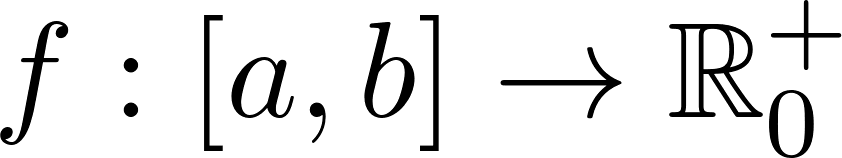 f : [a, b] → ℝ₀⁺